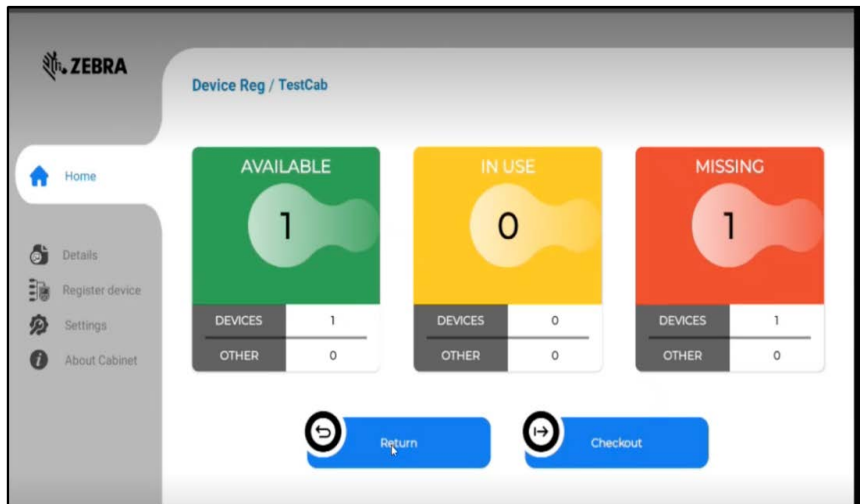 ZEBRA
Device Reg / TestCab
Home
Details
Register device
Settings
About Cabinet
AVAILABLE
1
DEVICES 1
OTHER 0
IN USE
0
DEVICES 0
OTHER 0
MISSING
1
DEVICES 1
OTHER 0
Return
Checkout